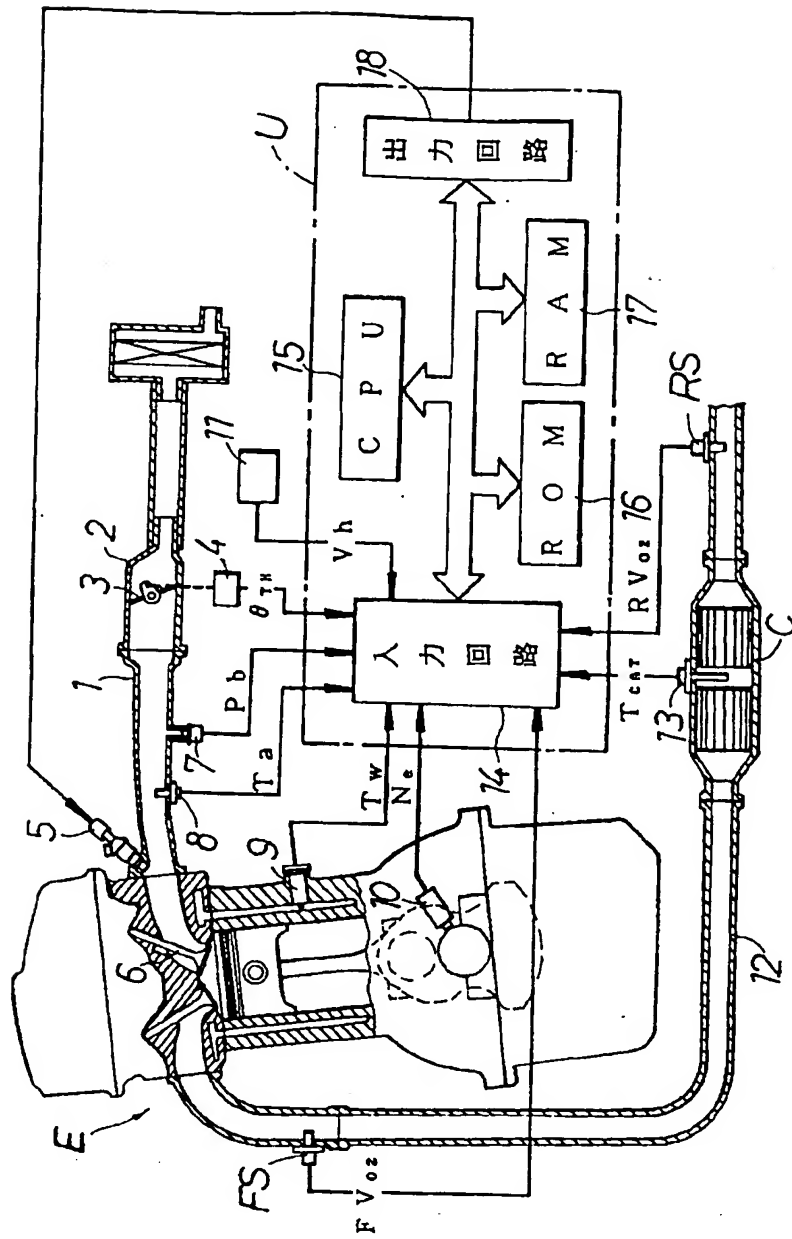 18
出力回路
U
15
CPU
RAM
17
ROM
16
11
Vh
2
3
4
θTH
1
Pb
7
Ta
8
入力回路
14
5
Tw
Ne
9
10
6
RS
RVO2
TCAT
13
C
12
E
FS
FVO2